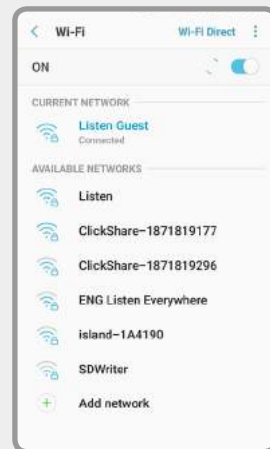 Wi-Fi Wi-Fi Direct
ON
CURRENT NETWORK
Listen Guest
Connected
AVAILABLE NETWORKS
Listen
ClickShare-1871819177
ClickShare-1871819296
ENG Listen Everywhere
island-1A4190
SDWriter
Add network